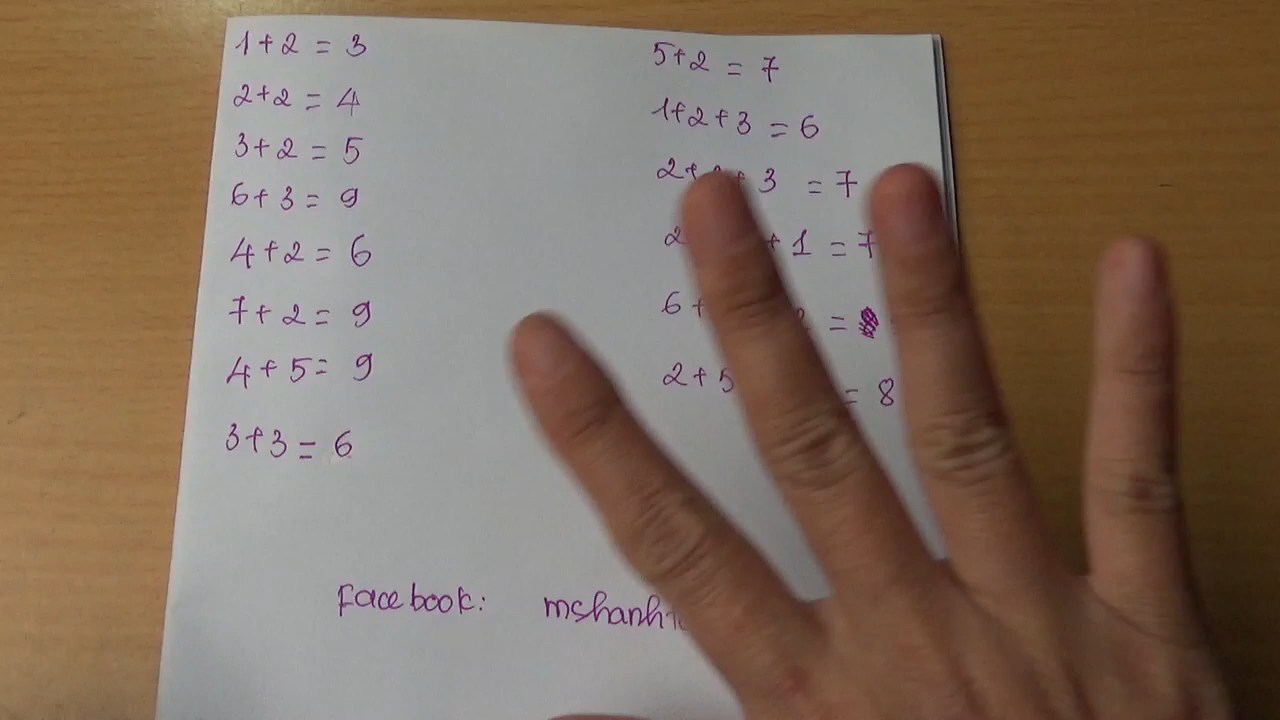 1+2 = 3
2+2 = 4
3+2 = 5
6+3 = 9
4+2 = 6
7+2 = 9
4+5 = 9
3+3 = 6
5+2 = 7
1+2+3 = 6
2+ + 3 = 7
2 + 1 = 7
6+ =
2+5 = 8
Facebook: